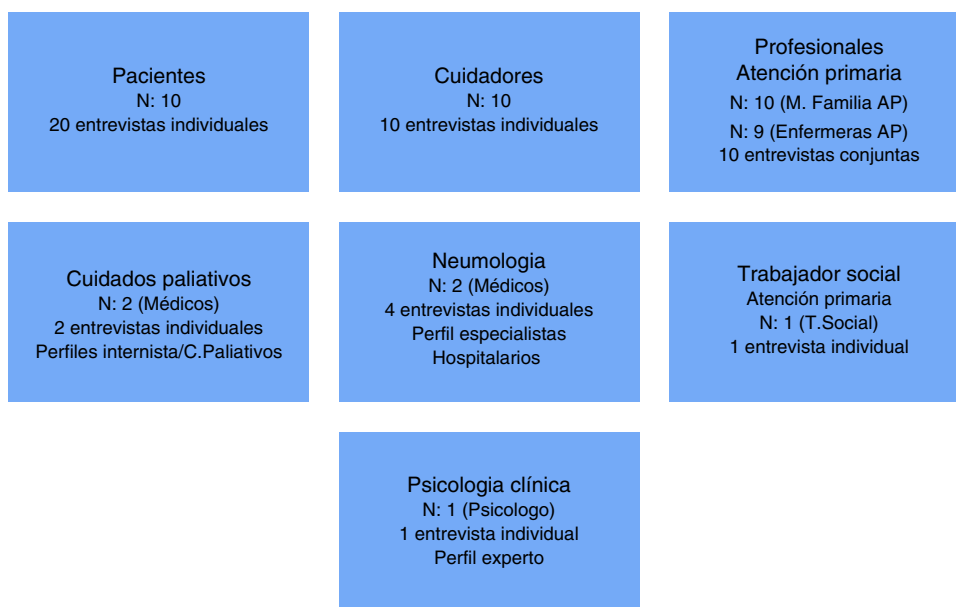 Pacientes
N: 10
20 entrevistas individuales
Cuidadores
N: 10
10 entrevistas individuales
Profesionales
Atención primaria
N: 10 (M. Familia AP)
N: 9 (Enfermeras AP)
10 entrevistas conjuntas
Cuidados paliativos
N: 2 (Médicos)
2 entrevistas individuales
Perfiles internista/C.Paliativos
Neumologia
N: 2 (Médicos)
4 entrevistas individuales
Perfil especialistas
Hospitalarios
Trabajador social
Atención primaria
N: 1 (T.Social)
1 entrevista individual
Psicologia clínica
N: 1 (Psicologo)
1 entrevista individual
Perfil experto